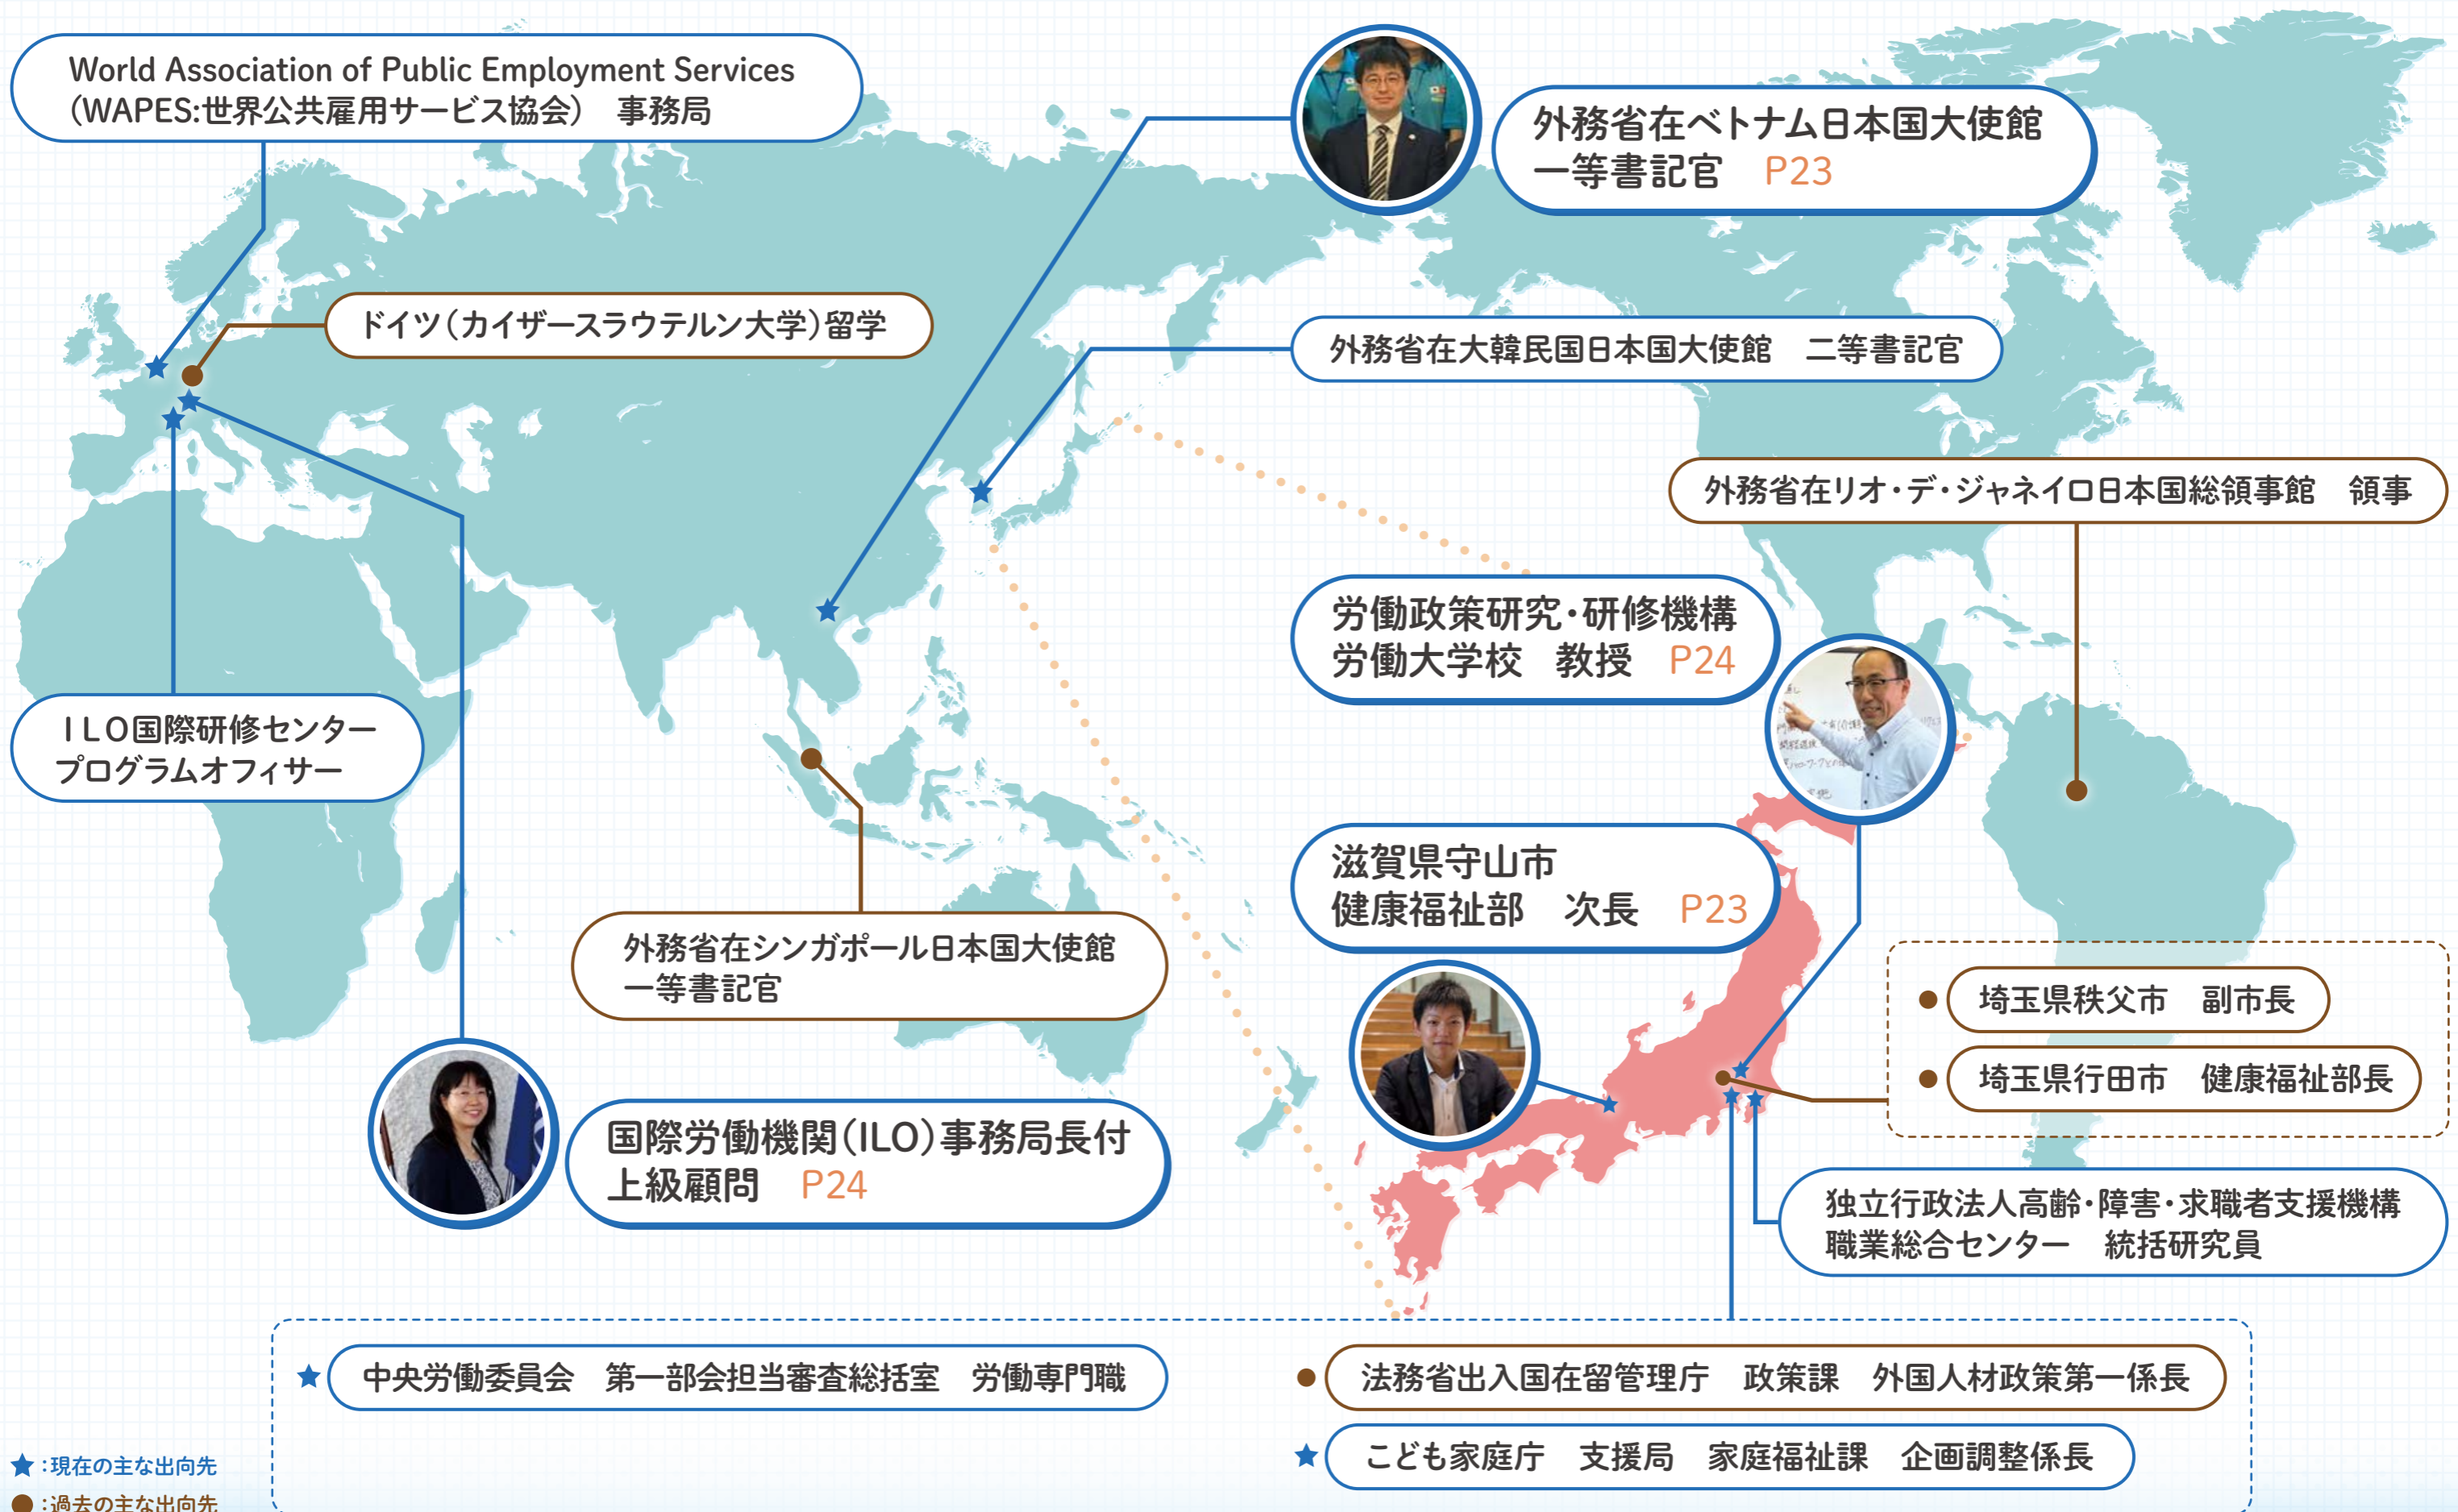 World Association of Public Employment Services
（WAPES:世界公共雇用サービス協会）　事務局
外務省在ベトナム日本国大使館
一等書記官　P23
ドイツ（カイザースラウテルン大学）留学
外務省在大韓民国日本国大使館　二等書記官
外務省在リオ・デ・ジャネイロ日本国総領事館　領事
労働政策研究・研修機構
労働大学校　教授　P24
ILO国際研修センター
プログラムオフィサー
滋賀県守山市
健康福祉部　次長　P23
外務省在シンガポール日本国大使館
一等書記官
埼玉県秩父市　副市長
埼玉県行田市　健康福祉部長
国際労働機関（ILO）事務局長付
上級顧問　P24
独立行政法人高齢・障害・求職者支援機構
職業総合センター　統括研究員
中央労働委員会　第一部会担当審査総括室　労働専門職
法務省出入国在留管理庁　政策課　外国人材政策第一係長
こども家庭庁　支援局　家庭福祉課　企画調整係長
★:現在の主な出向先
●:過去の主な出向先